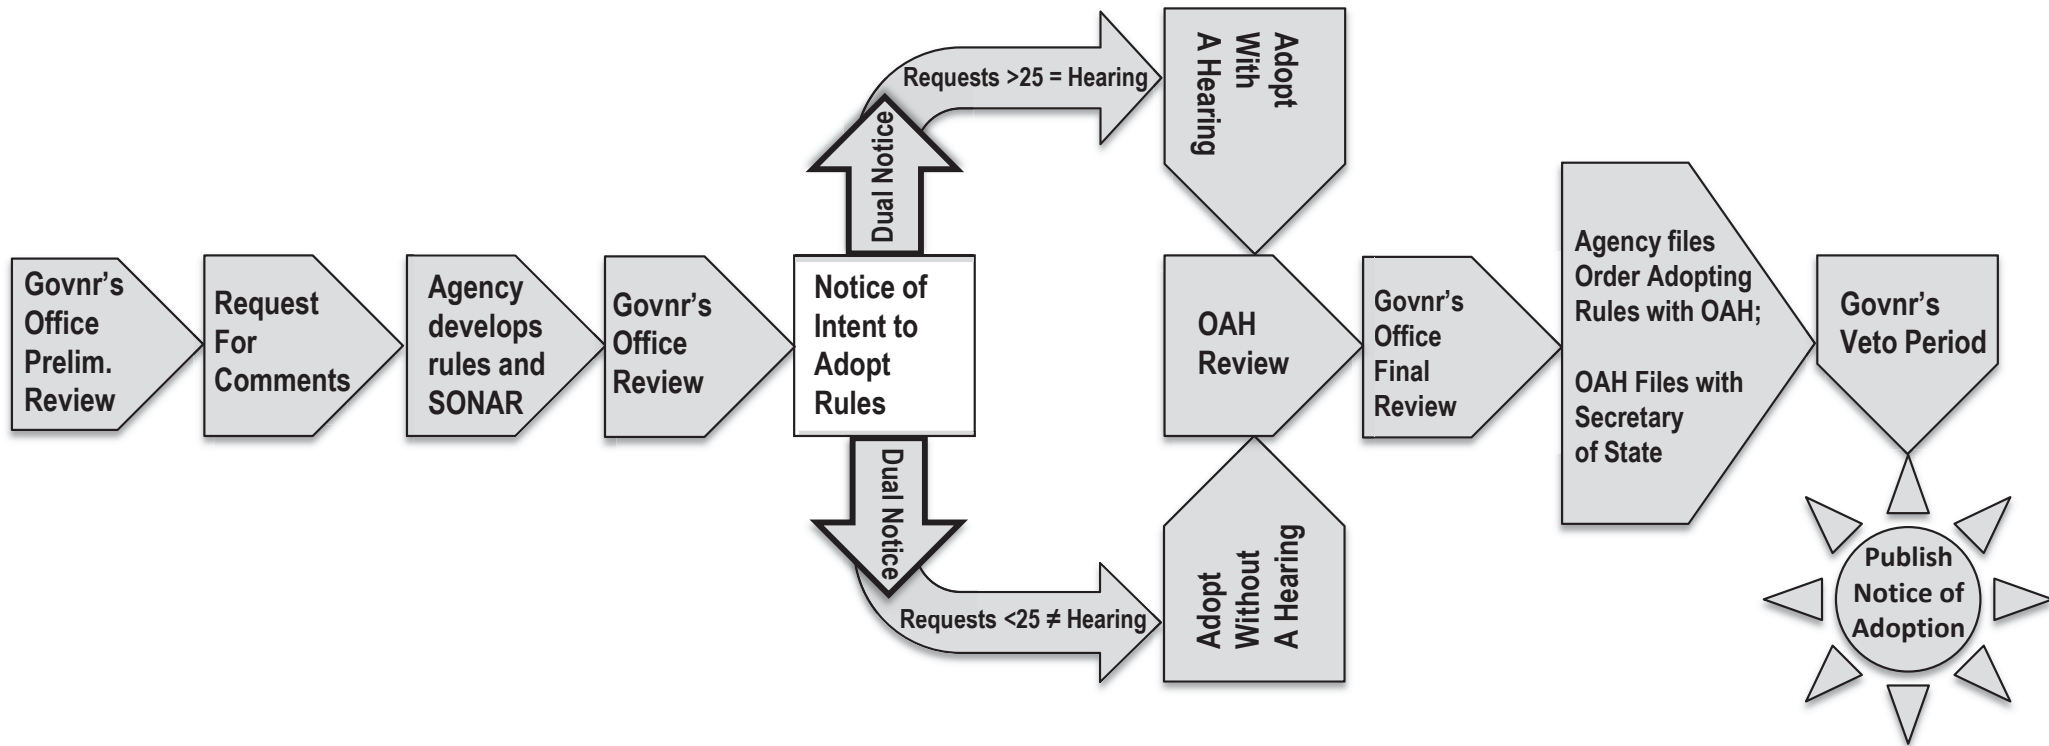 Govnr's
Office
Prelim.
Review
Request
For
Comments
Agency
develops
rules and
SONAR
Govnr's
Office
Review
Notice of
Intent to
Adopt
Rules
Dual Notice
Requests >25 = Hearing
Adopt
With
A Hearing
Dual Notice
Requests <25 ≠ Hearing
Adopt
Without
A Hearing
OAH
Review
Govnr's
Office
Final
Review
Agency files
Order Adopting
Rules with OAH;
OAH Files with
Secretary
of State
Govnr's
Veto Period
Publish
Notice of
Adoption